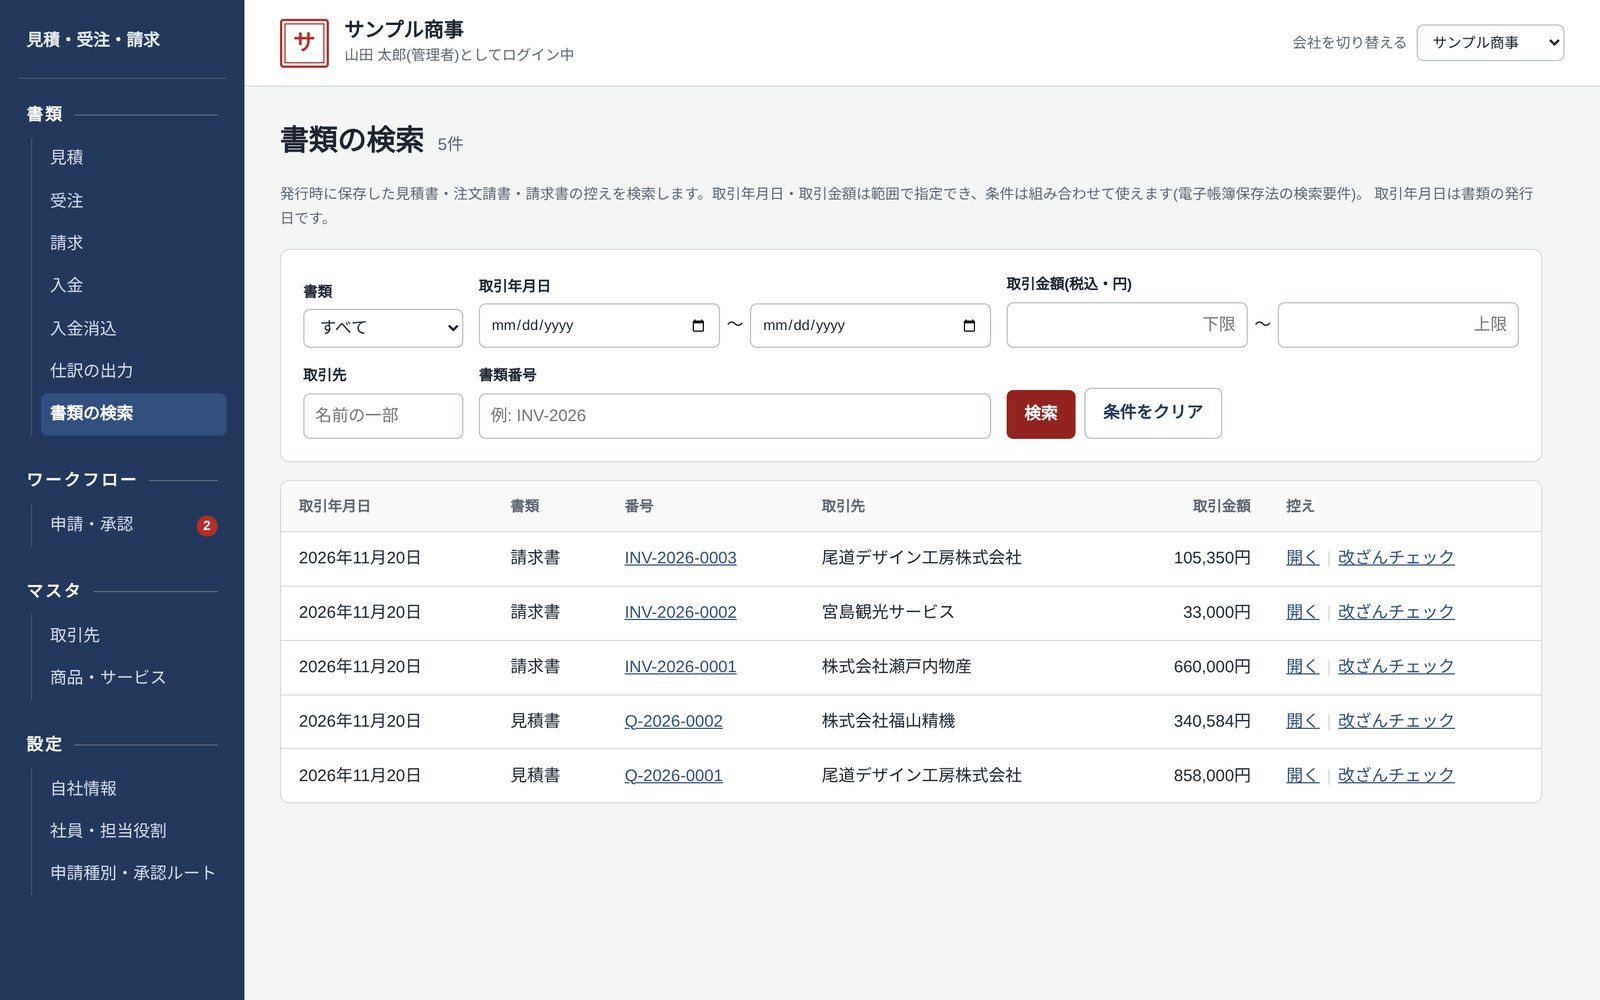 見積・受注・請求
書類
見積
受注
請求
入金
入金消込
仕訳の出力
書類の検索
ワークフロー
申請・承認 2
マスタ
取引先
商品・サービス
設定
自社情報
社員・担当役割
申請種別・承認ルート
サ
サンプル商事
山田 太郎(管理者)としてログイン中
会社を切り替える サンプル商事
書類の検索 5件
発行時に保存した見積書・注文請書・請求書の控えを検索します。取引年月日・取引金額は範囲で指定でき、条件は組み合わせて使えます(電子帳簿保存法の検索要件)。 取引年月日は書類の発行
日です。
書類 取引年月日 取引金額(税込・円)
すべて mm/dd/yyyy 〜 mm/dd/yyyy 下限 〜 上限
取引先 書類番号
名前の一部 例: INV-2026 検索 条件をクリア
取引年月日 書類 番号 取引先 取引金額 控え
2026年11月20日 請求書 INV-2026-0003 尾道デザイン工房株式会社 105,350円 開く | 改ざんチェック
2026年11月20日 請求書 INV-2026-0002 宮島観光サービス 33,000円 開く | 改ざんチェック
2026年11月20日 請求書 INV-2026-0001 株式会社瀬戸内物産 660,000円 開く | 改ざんチェック
2026年11月20日 見積書 Q-2026-0002 株式会社福山精機 340,584円 開く | 改ざんチェック
2026年11月20日 見積書 Q-2026-0001 尾道デザイン工房株式会社 858,000円 開く | 改ざんチェック